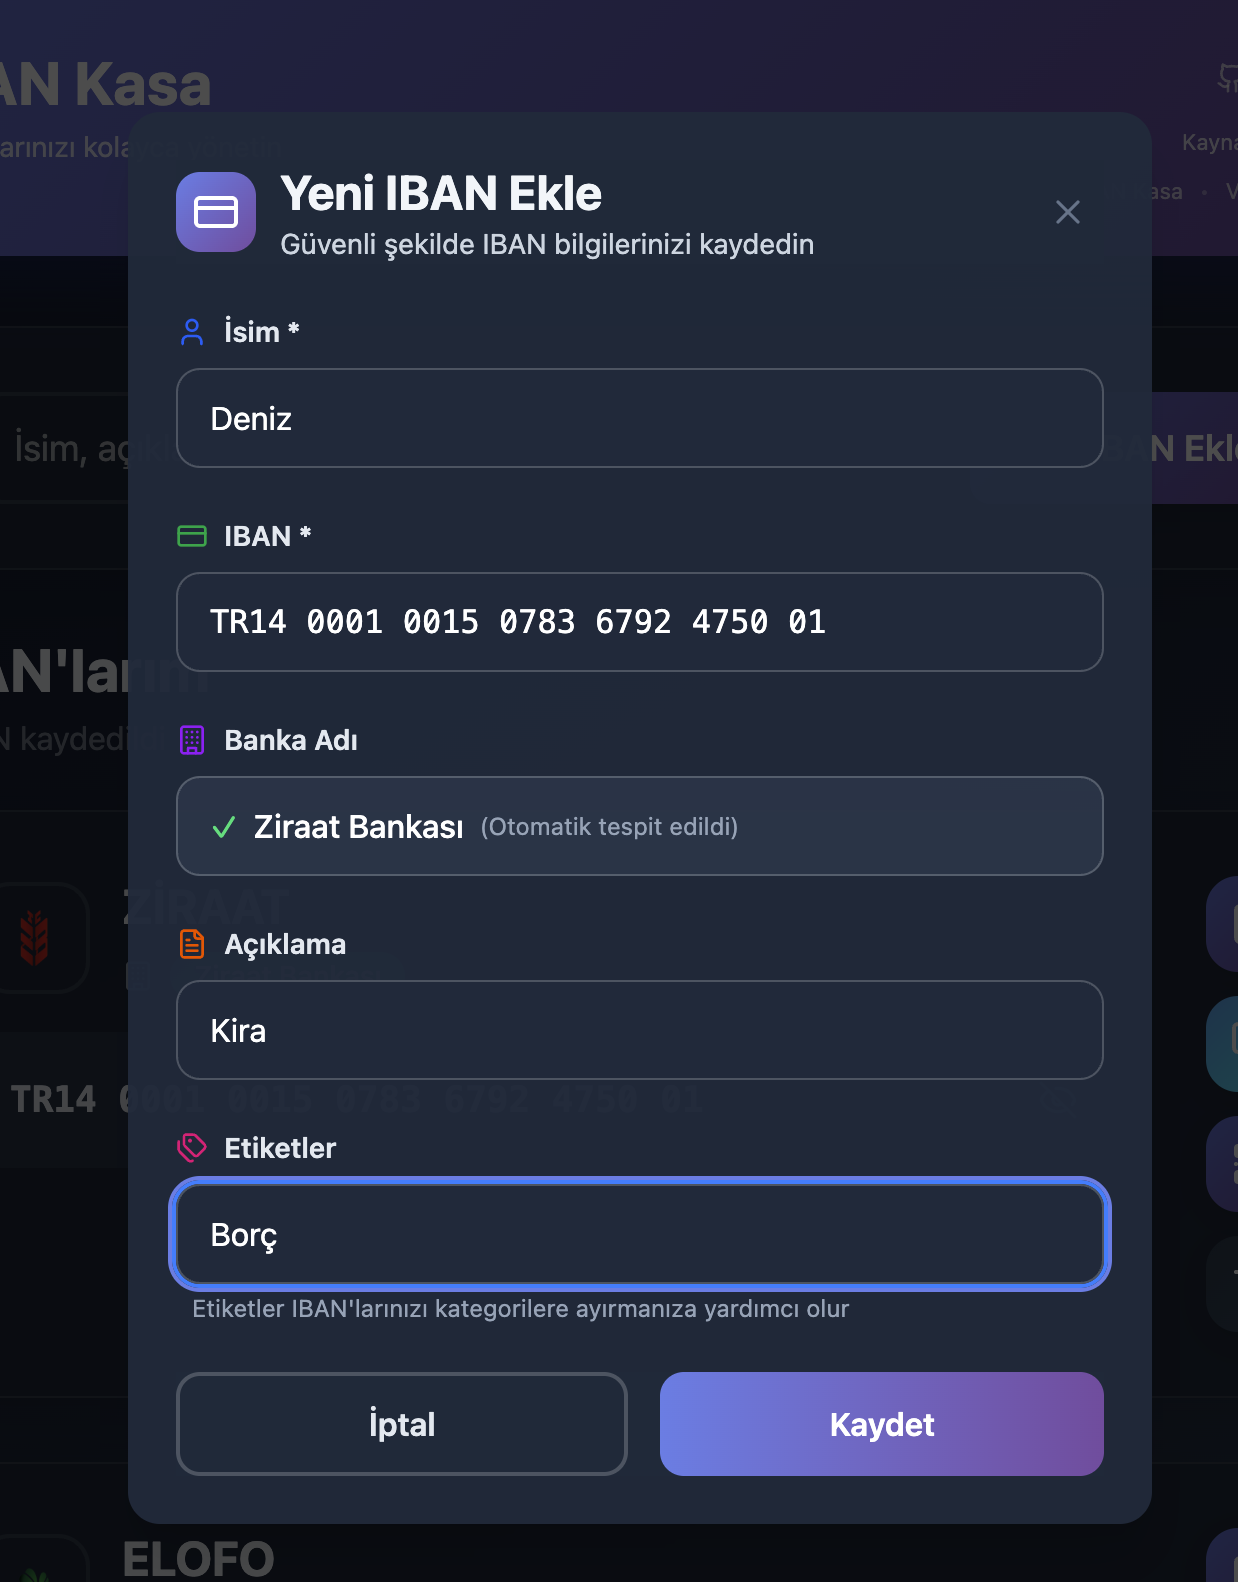 AN Kasa
arınızı kola
Kayna
asa
Yeni IBAN Ekle
Güvenli şekilde IBAN bilgilerinizi kaydedin
İsim *
Deniz
İsim, açıkl
N Ekle
IBAN *
TR14 0001 0015 0783 6792 4750 01
AN'larım
N kaydedi
Banka Adı
Ziraat Bankası (Otomatik tespit edildi)
ZİRAAT
Açıklama
Kira
TR14 0001 0015 0783 6792 4750 01
Etiketler
Borç
Etiketler IBAN'larınızı kategorilere ayırmanıza yardımcı olur
İptal
Kaydet
ELOFO